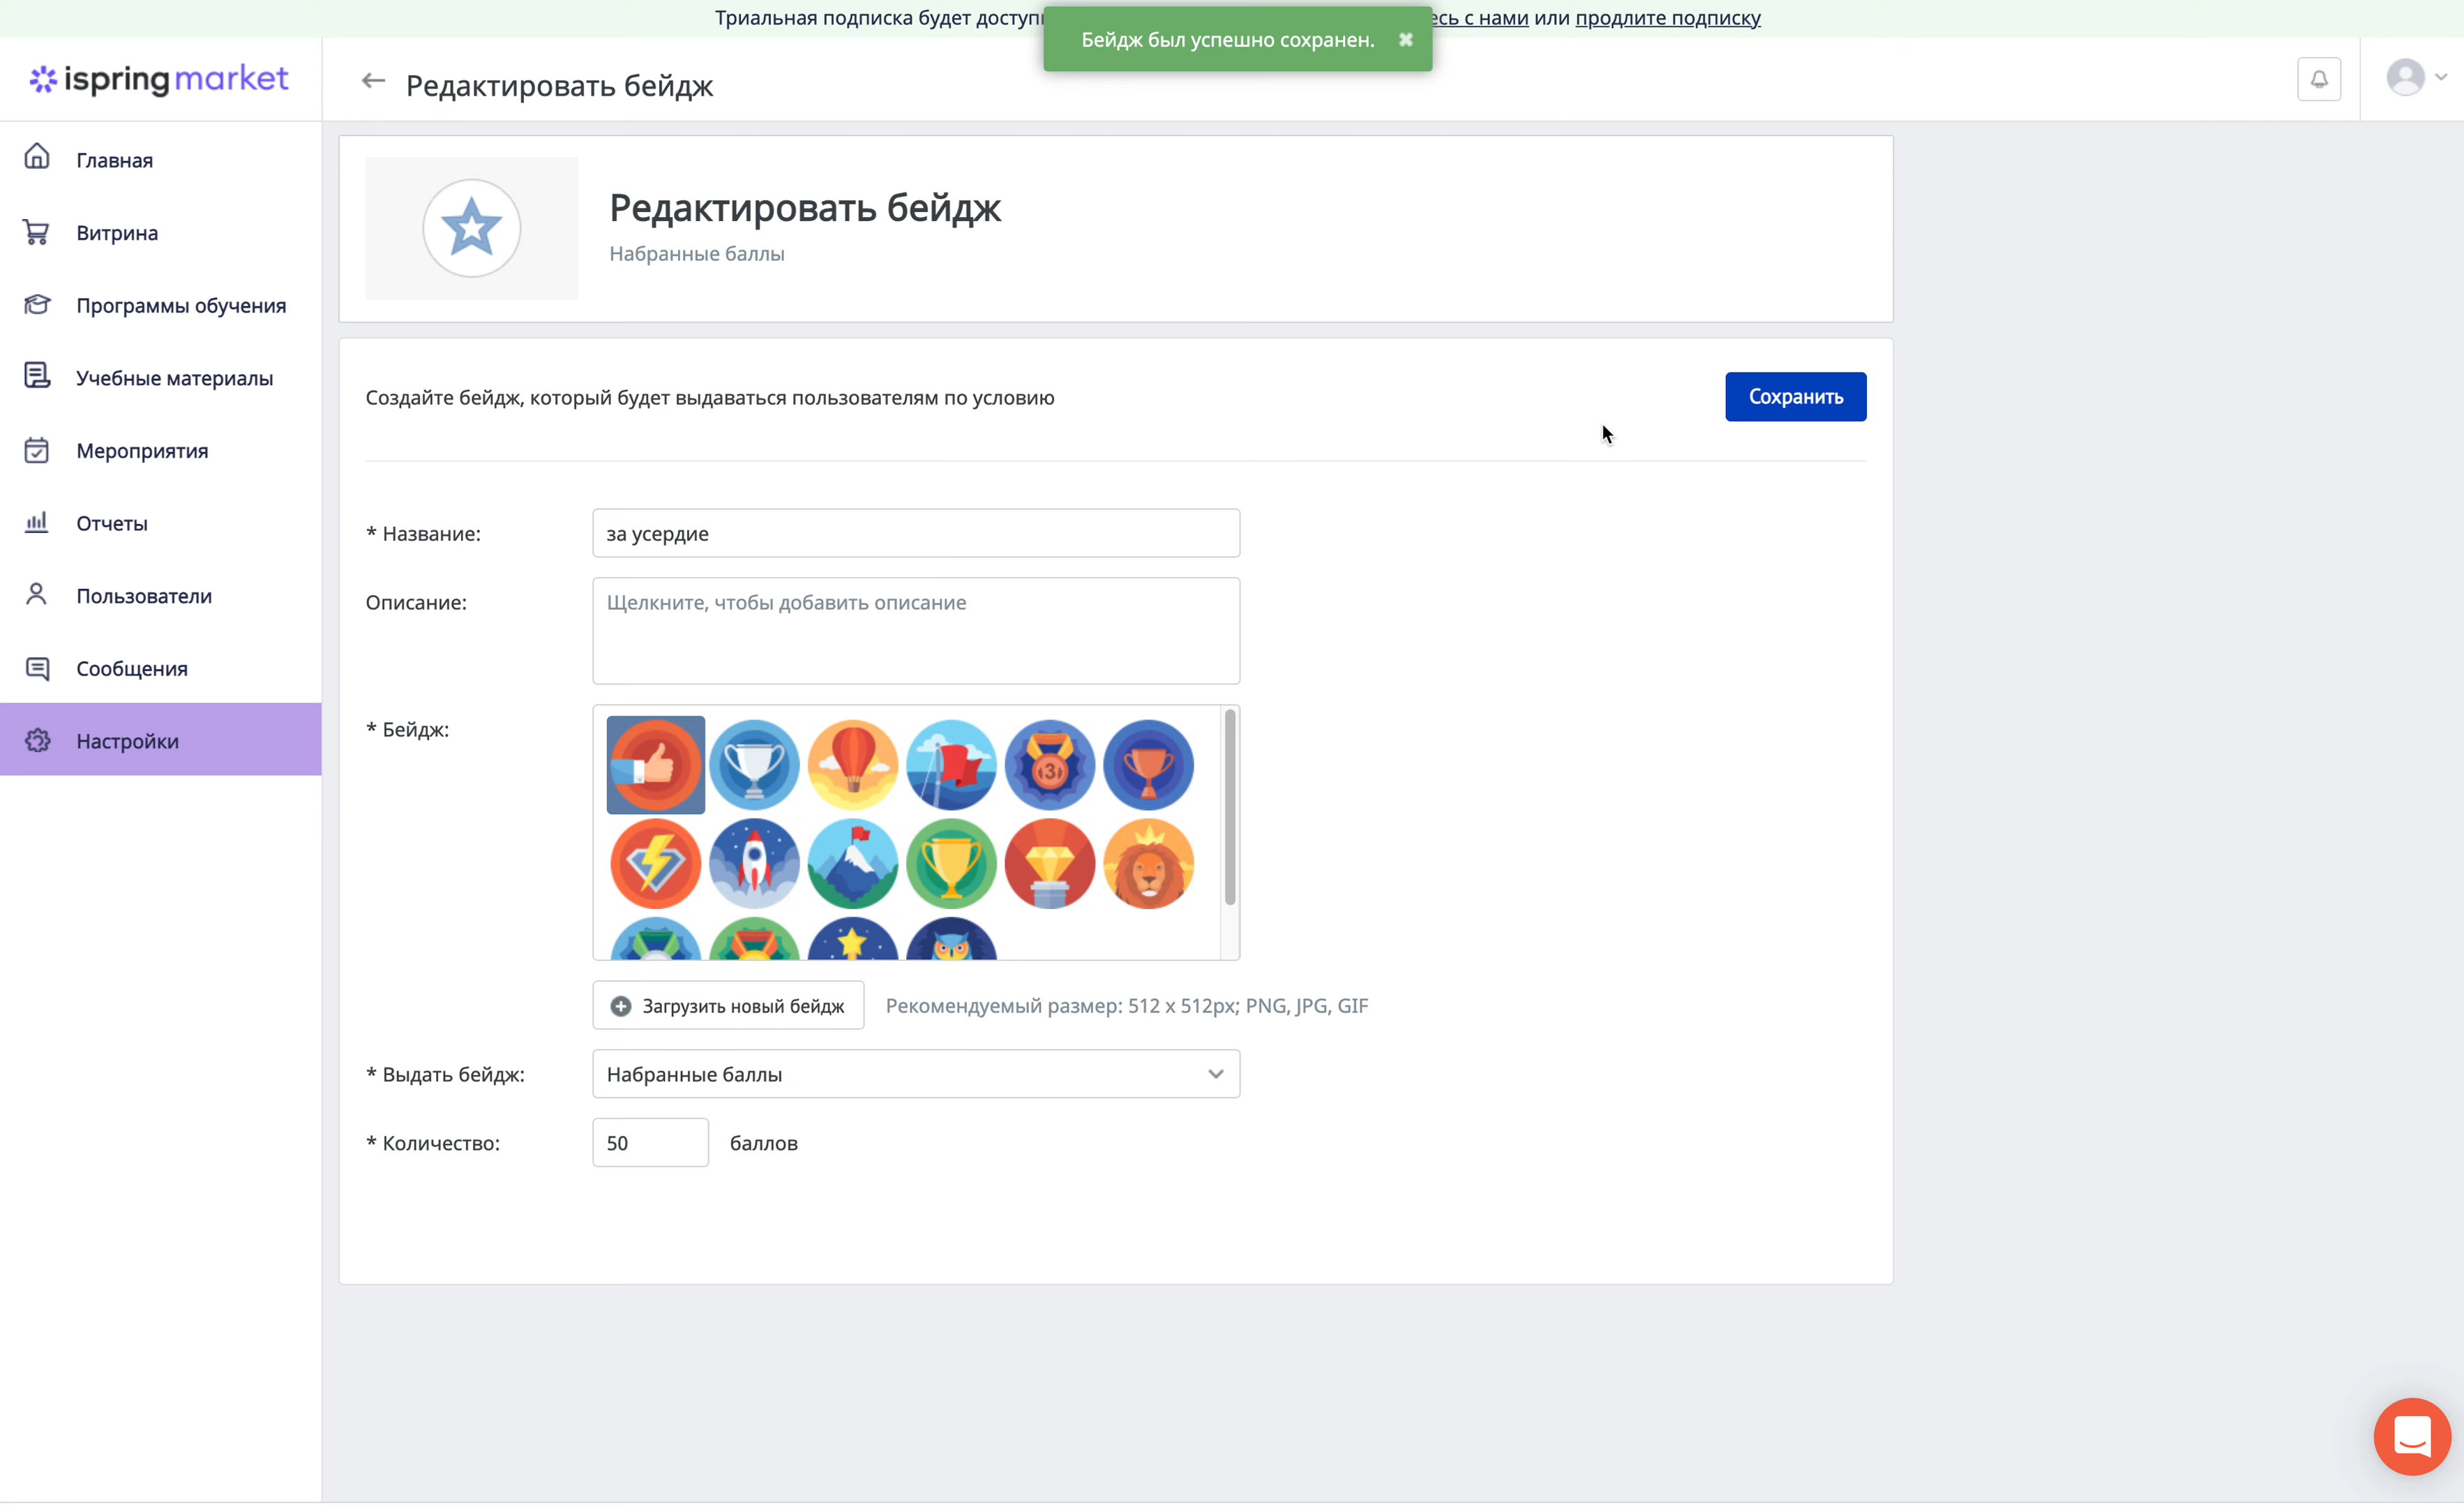 Триальная подписка будет
с нами или продлите подписку
Бейдж был успешно сохранен.
ispring market
Редактировать бейдж
Главная
Витрина
Программы обучения
Учебные материалы
Мероприятия
Отчеты
Пользователи
Сообщения
Настройки
Редактировать бейдж
Набранные баллы
Создайте бейдж, который будет выдаваться пользователям по условию
Сохранить
* Название:
за усердие
Описание:
Щелкните, чтобы добавить описание
* Бейдж:
3
Загрузить новый бейдж
Рекомендуемый размер: 512 x 512px; PNG, JPG, GIF
* Выдать бейдж:
Набранные баллы
* Количество:
50
баллов